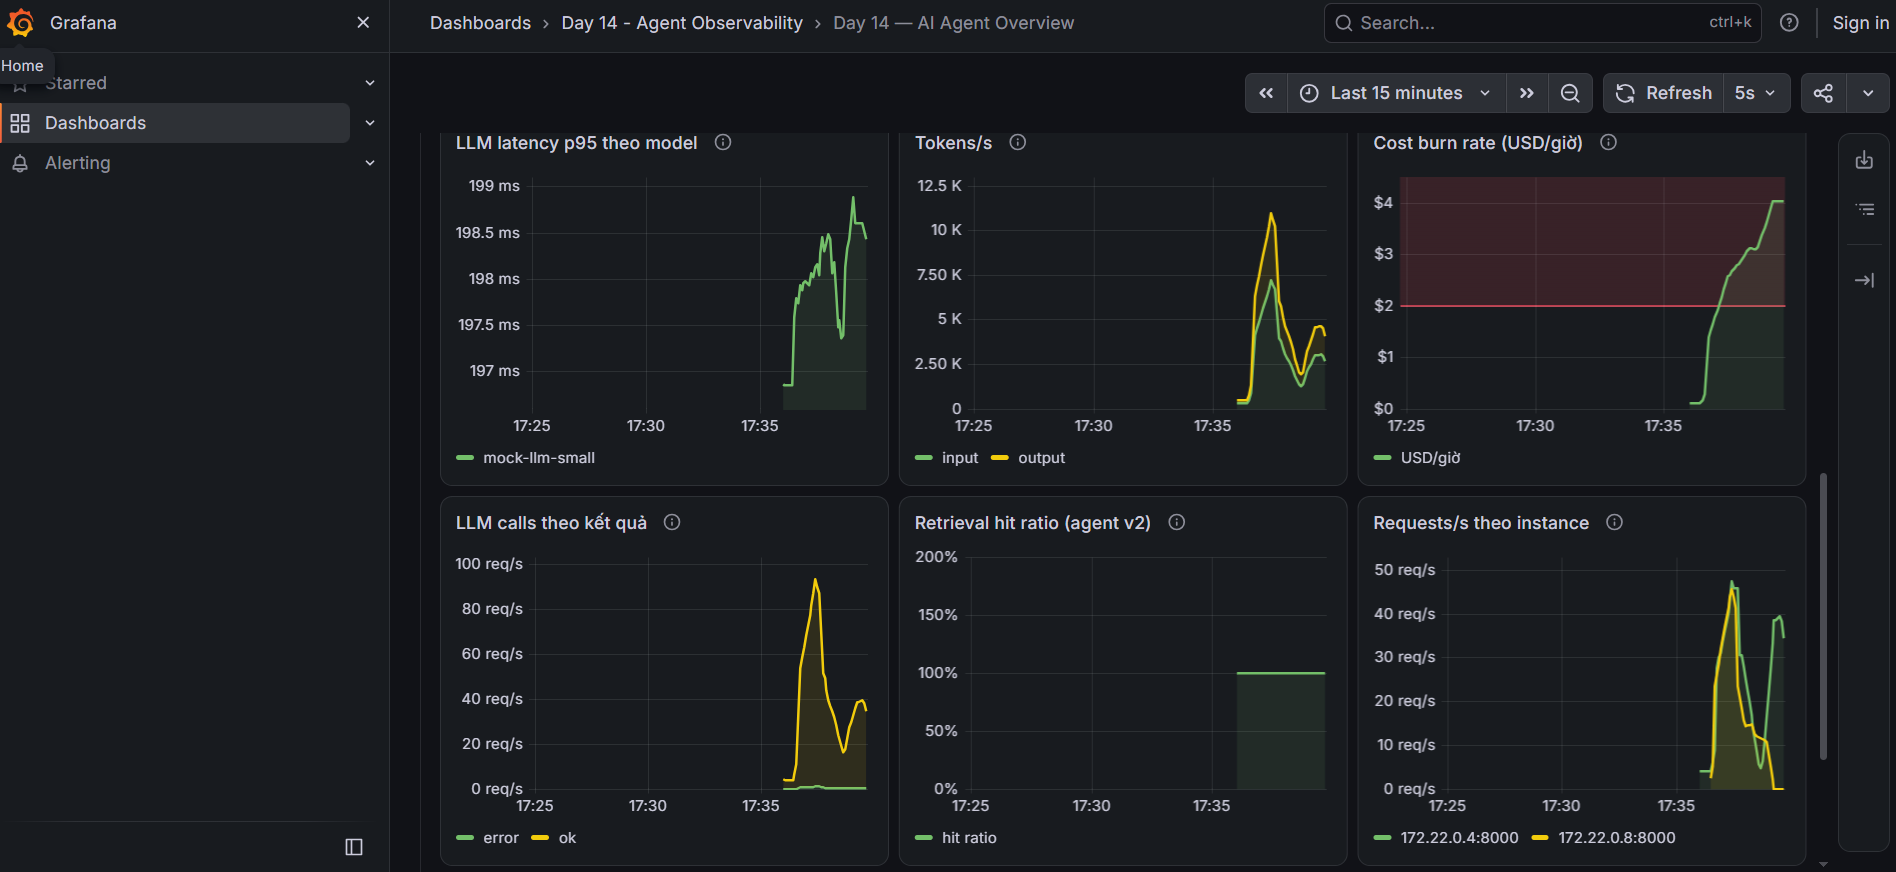 Grafana
Dashboards › Day 14 - Agent Observability › Day 14 — AI Agent Overview
Search... ctrl+k
Sign in
Home
Starred
Dashboards
Alerting
Last 15 minutes
Refresh 5s
LLM latency p95 theo model
199 ms
198.5 ms
198 ms
197.5 ms
197 ms
17:25 17:30 17:35
mock-llm-small
Tokens/s
12.5 K
10 K
7.50 K
5 K
2.50 K
0
17:25 17:30 17:35
input output
Cost burn rate (USD/giờ)
$4
$3
$2
$1
$0
17:25 17:30 17:35
USD/giờ
LLM calls theo kết quả
100 req/s
80 req/s
60 req/s
40 req/s
20 req/s
0 req/s
17:25 17:30 17:35
error ok
Retrieval hit ratio (agent v2)
200%
150%
100%
50%
0%
17:25 17:30 17:35
hit ratio
Requests/s theo instance
50 req/s
40 req/s
30 req/s
20 req/s
10 req/s
0 req/s
17:25 17:30 17:35
172.22.0.4:8000 172.22.0.8:8000